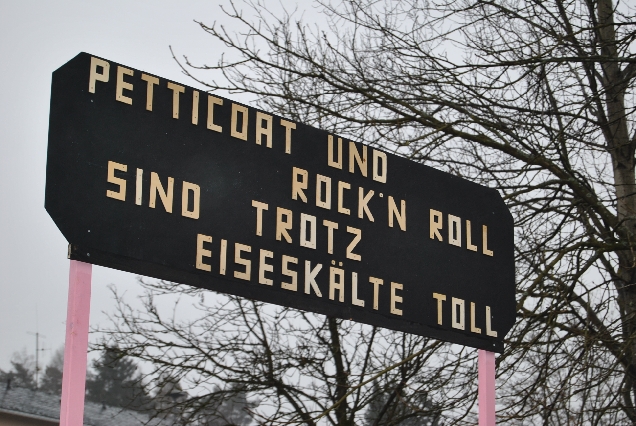 PETTICOAT UND
ROCK'N ROLL
SIND TROTZ
EISESKÄLTE TOLL